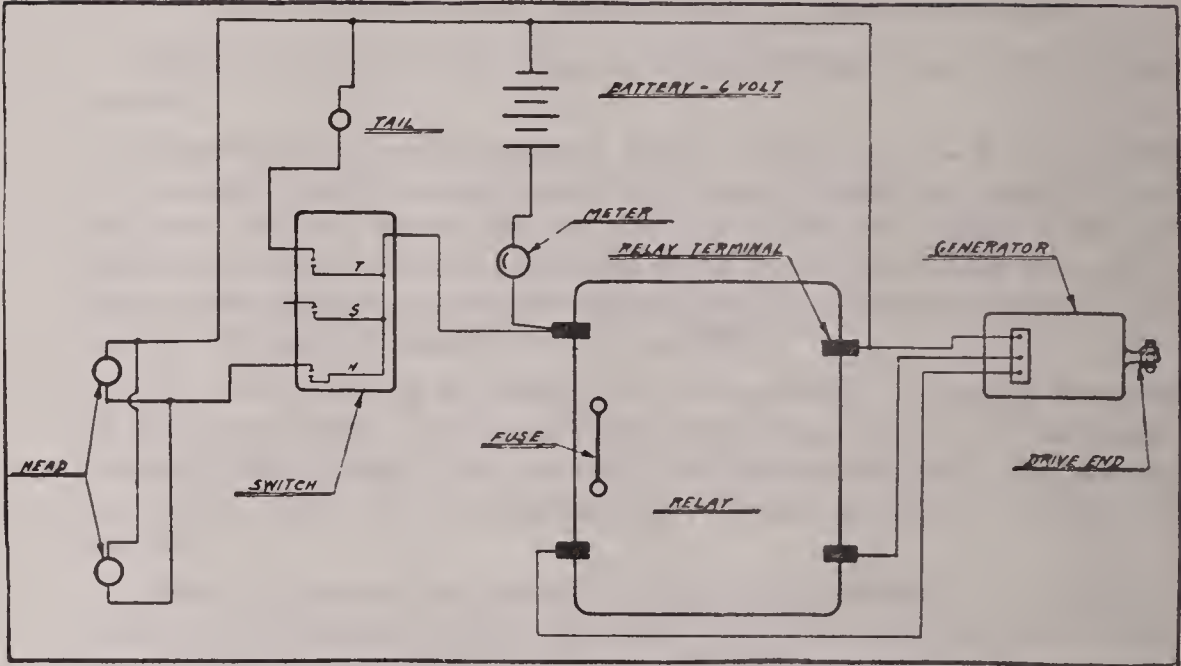 BATTERY - 6 VOLT
TAIL
METER
RELAY TERMINAL
GENERATOR
T
S
H
FUSE
HEAD
SWITCH
RELAY
DRIVE END